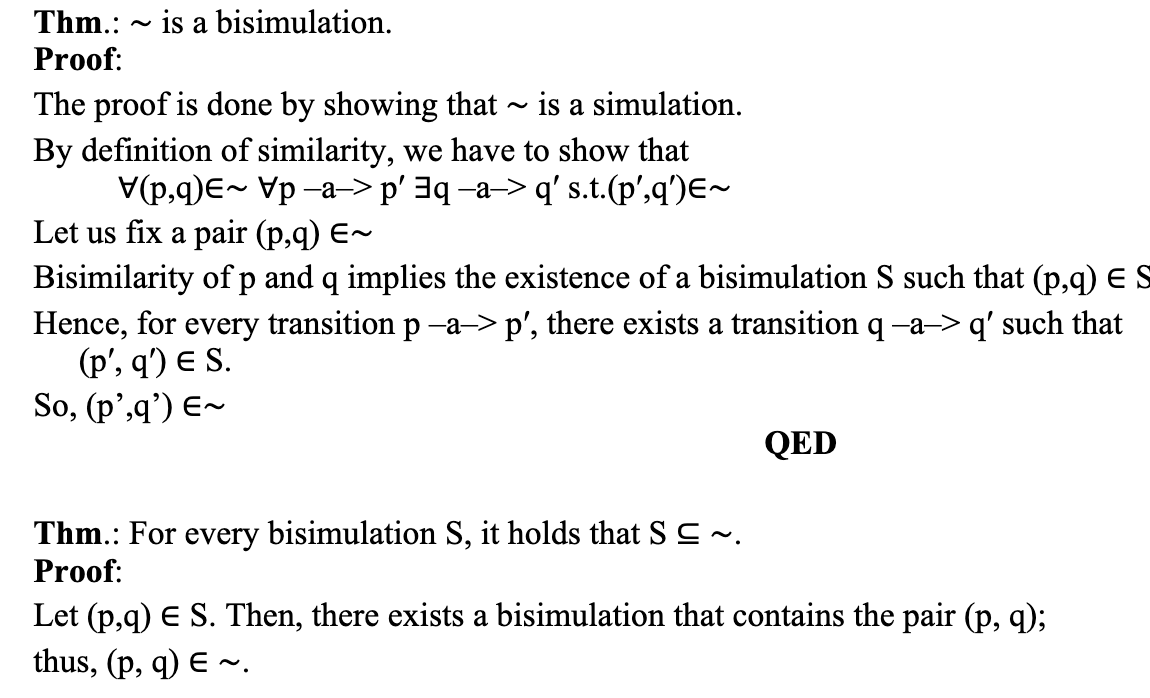 Thm.: ~ is a bisimulation.
Proof:
The proof is done by showing that ~ is a simulation.
By definition of similarity, we have to show that
∀(p,q)∈~ ∀p –a–> p′ ∃q –a–> q′ s.t.(p′,q′)∈~
Let us fix a pair (p,q) ∈~
Bisimilarity of p and q implies the existence of a bisimulation S such that (p,q) ∈ S
Hence, for every transition p –a–> p′, there exists a transition q –a–> q′ such that
(p′, q′) ∈ S.
So, (p’,q’) ∈~
QED
Thm.: For every bisimulation S, it holds that S ⊆ ~.
Proof:
Let (p,q) ∈ S. Then, there exists a bisimulation that contains the pair (p, q);
thus, (p, q) ∈ ~.